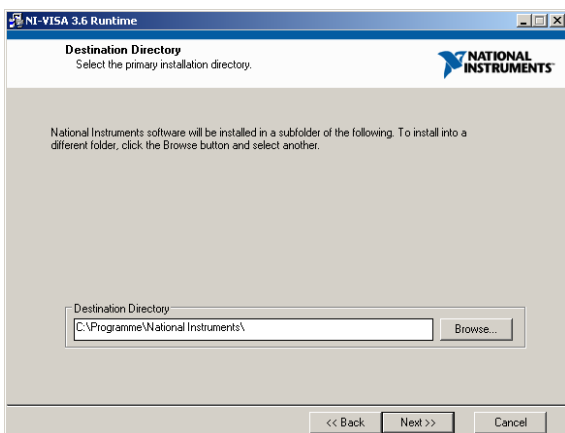 NI-VISA 3.6 Runtime
Destination Directory
Select the primary installation directory.
NATIONAL
INSTRUMENTS™
National Instruments software will be installed in a subfolder of the following. To install into a
different folder, click the Browse button and select another.
Destination Directory
C:\Programme\National Instruments\
Browse...
<< Back
Next >>
Cancel